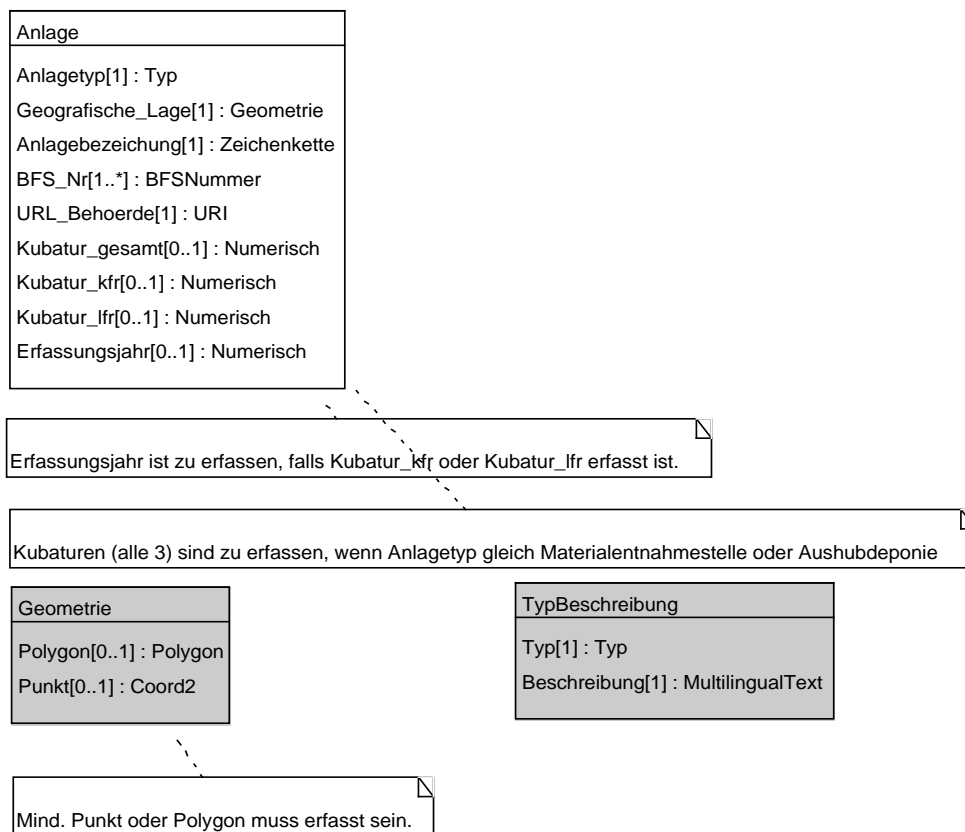 Anlage
Anlagetyp[1] : Typ
Geografische_Lage[1] : Geometrie
Anlagebezeichung[1] : Zeichenkette
BFS_Nr[1..*] : BFSNummer
URL_Behoerde[1] : URI
Kubatur_gesamt[0..1] : Numerisch
Kubatur_kfr[0..1] : Numerisch
Kubatur_lfr[0..1] : Numerisch
Erfassungsjahr[0..1] : Numerisch
Erfassungsjahr ist zu erfassen, falls Kubatur_kfr oder Kubatur_lfr erfasst ist.
Kubaturen (alle 3) sind zu erfassen, wenn Anlagetyp gleich Materialentnahmestelle oder Aushubdeponie
Geometrie
Polygon[0..1] : Polygon
Punkt[0..1] : Coord2
TypBeschreibung
Typ[1] : Typ
Beschreibung[1] : MultilingualText
Mind. Punkt oder Polygon muss erfasst sein.